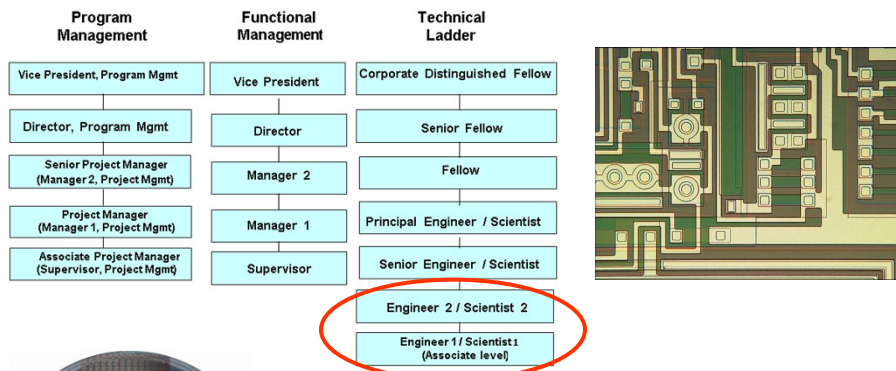 Program
Management
Vice President, Program Mgmt
Director, Program Mgmt
Senior Project Manager
(Manager 2, Project Mgmt)
Project Manager
(Manager 1, Project Mgmt)
Associate Project Manager
(Supervisor, Project Mgmt)
Functional
Management
Vice President
Director
Manager 2
Manager 1
Supervisor
Technical
Ladder
Corporate Distinguished Fellow
Senior Fellow
Fellow
Principal Engineer / Scientist
Senior Engineer / Scientist
Engineer 2 / Scientist 2
Engineer 1 / Scientist 1
(Associate level)